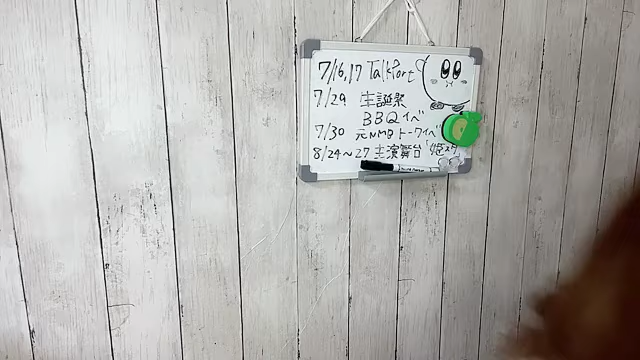 7/16,17 TalkPort
7/29 生誕祭
BBQイベ
7/30 元NMBトークイベ
8/24〜27 主演舞台